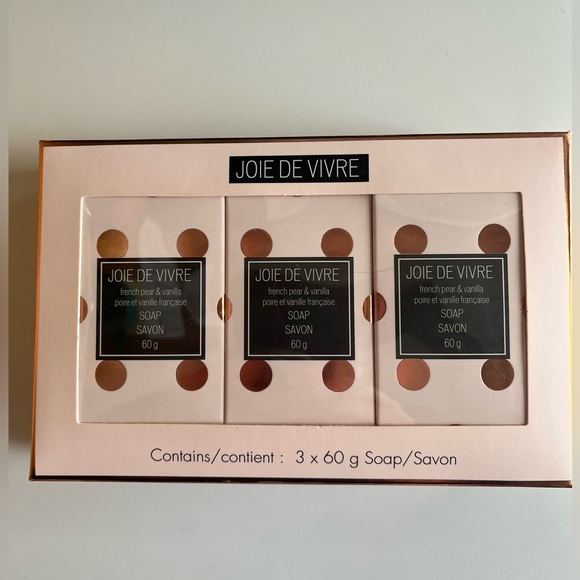 JOIE DE VIVRE
JOIE DE VIVRE
french pear & vanilla
poire et vanille française
SOAP
SAVON
60 g
JOIE DE VIVRE
french pear & vanilla
poire et vanille française
SOAP
SAVON
60 g
JOIE DE VIVRE
french pear & vanilla
poire et vanille française
SOAP
SAVON
60 g
Contains/contient : 3 x 60 g Soap/Savon